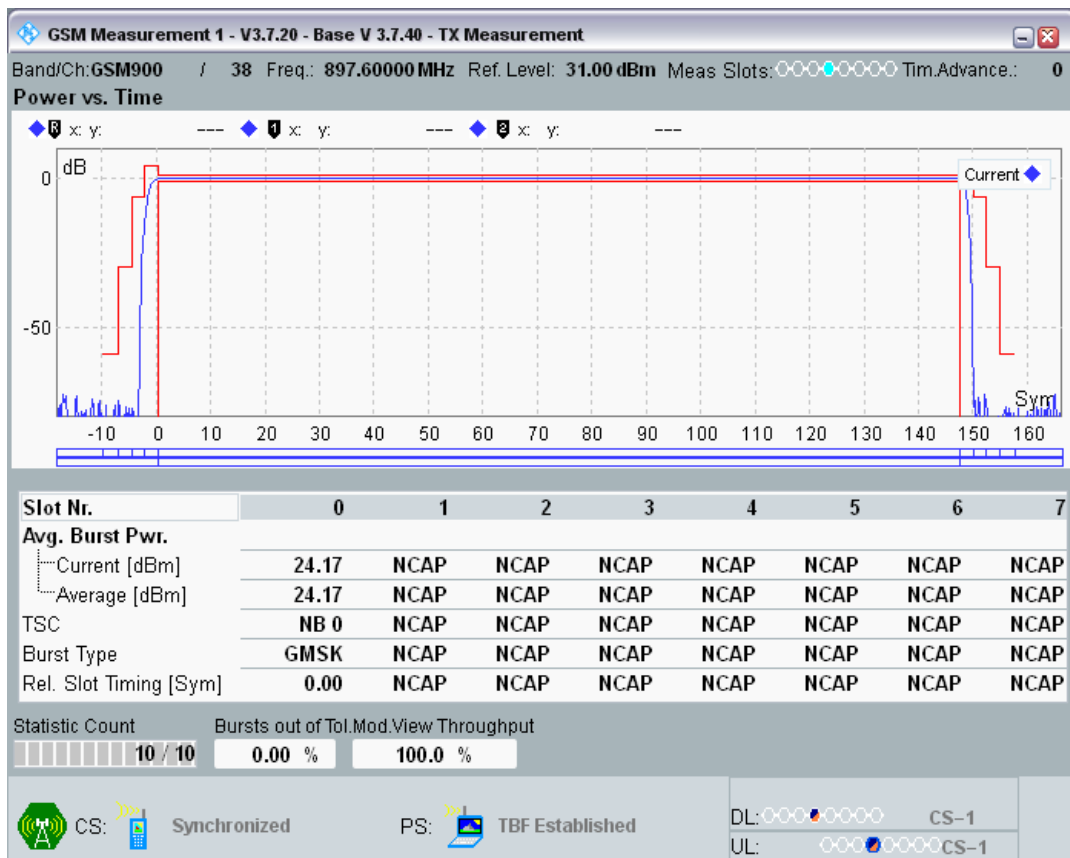 GSM Measurement 1 - V3.7.20 - Base V 3.7.40 - TX Measurement
Band/Ch:GSM900 / 38 Freq.: 897.60000 MHz Ref. Level: 31.00 dBm Meas Slots: Tim.Advance.: 0
Power vs. Time
R x: y: --- 1 x: y: --- 2 x: y: ---
dB
Current
0
-50
Sym
-10 0 10 20 30 40 50 60 70 80 90 100 110 120 130 140 150 160
Slot Nr. 0 1 2 3 4 5 6 7
Avg. Burst Pwr.
Current [dBm] 24.17 NCAP NCAP NCAP NCAP NCAP NCAP NCAP
Average [dBm] 24.17 NCAP NCAP NCAP NCAP NCAP NCAP NCAP
TSC NB 0 NCAP NCAP NCAP NCAP NCAP NCAP NCAP
Burst Type GMSK NCAP NCAP NCAP NCAP NCAP NCAP NCAP
Rel. Slot Timing [Sym] 0.00 NCAP NCAP NCAP NCAP NCAP NCAP NCAP
Statistic Count Bursts out of Tol. Mod.View Throughput
10 / 10 0.00 % 100.0 %
CS: Synchronized PS: TBF Established
DL: CS-1
UL: CS-1